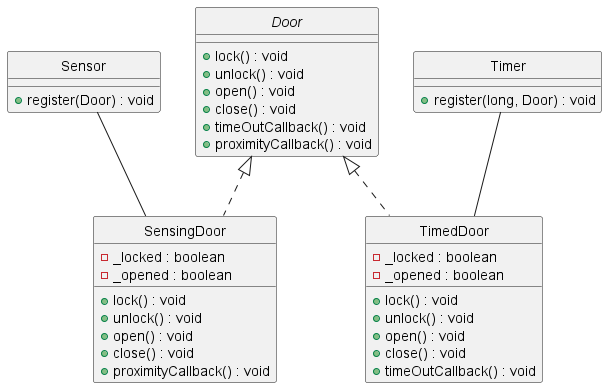 Door
lock() : void
unlock() : void
open() : void
close() : void
timeOutCallback() : void
proximityCallback() : void
Sensor
register(Door) : void
Timer
register(long, Door) : void
SensingDoor
_locked : boolean
_opened : boolean
lock() : void
unlock() : void
open() : void
close() : void
proximityCallback() : void
TimedDoor
_locked : boolean
_opened : boolean
lock() : void
unlock() : void
open() : void
close() : void
timeOutCallback() : void